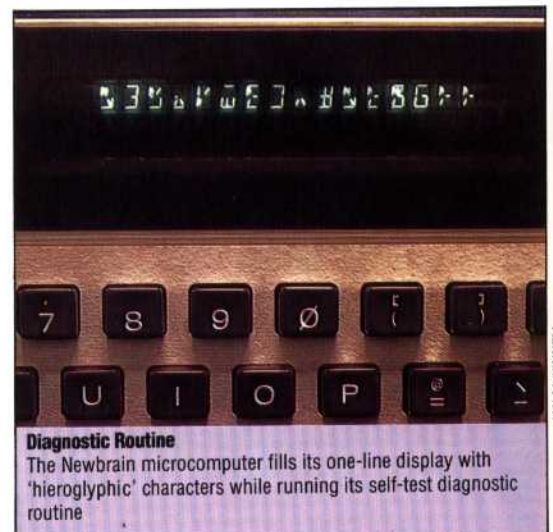 7 8 9 Ø [ ( ] )
U I O P @ =
Diagnostic Routine
The Newbrain microcomputer fills its one-line display with
'hieroglyphic' characters while running its self-test diagnostic
routine